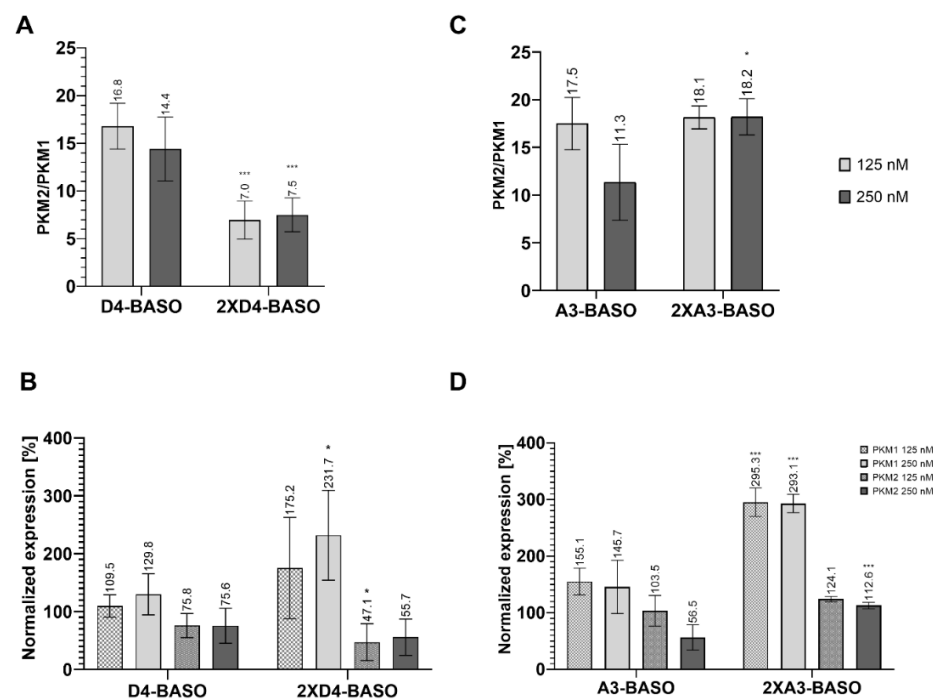 A
PKM2/PKM1
25
20
15
10
5
0
16.8
14.4
***
7.0
***
7.5
D4-BASO
2XD4-BASO
C
PKM2/PKM1
25
20
15
10
5
0
17.5
11.3
18.1
*
18.2
A3-BASO
2XA3-BASO
125 nM
250 nM
B
Normalized expression [%]
400
300
200
100
0
109.5
129.8
75.8
75.6
175.2
231.7 *
47.1 *
55.7
D4-BASO
2XD4-BASO
D
Normalized expression [%]
400
300
200
100
0
155.1
145.7
103.5
56.5
295.3
293.1
124.1
112.6
A3-BASO
2XA3-BASO
PKM1 125 nM
PKM1 250 nM
PKM2 125 nM
PKM2 250 nM